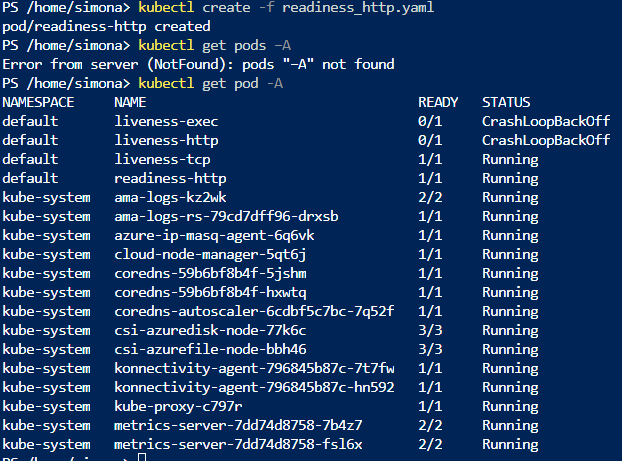 PS /home/simona> kubectl create -f readiness_http.yaml
pod/readiness-http created
PS /home/simona> kubectl get pods –A
Error from server (NotFound): pods "–A" not found
PS /home/simona> kubectl get pod -A
NAMESPACE NAME READY STATUS
default liveness-exec 0/1 CrashLoopBackOff
default liveness-http 0/1 CrashLoopBackOff
default liveness-tcp 1/1 Running
default readiness-http 1/1 Running
kube-system ama-logs-kz2wk 2/2 Running
kube-system ama-logs-rs-79cd7dff96-drxsb 1/1 Running
kube-system azure-ip-masq-agent-6q6vk 1/1 Running
kube-system cloud-node-manager-5qt6j 1/1 Running
kube-system coredns-59b6bf8b4f-5jshm 1/1 Running
kube-system coredns-59b6bf8b4f-hxwtq 1/1 Running
kube-system coredns-autoscaler-6cdbf5c7bc-7q52f 1/1 Running
kube-system csi-azuredisk-node-77k6c 3/3 Running
kube-system csi-azurefile-node-bbh46 3/3 Running
kube-system konnectivity-agent-796845b87c-7t7fw 1/1 Running
kube-system konnectivity-agent-796845b87c-hn592 1/1 Running
kube-system kube-proxy-c797r 1/1 Running
kube-system metrics-server-7dd74d8758-7b4z7 2/2 Running
kube-system metrics-server-7dd74d8758-fsl6x 2/2 Running
PS /home/simona>